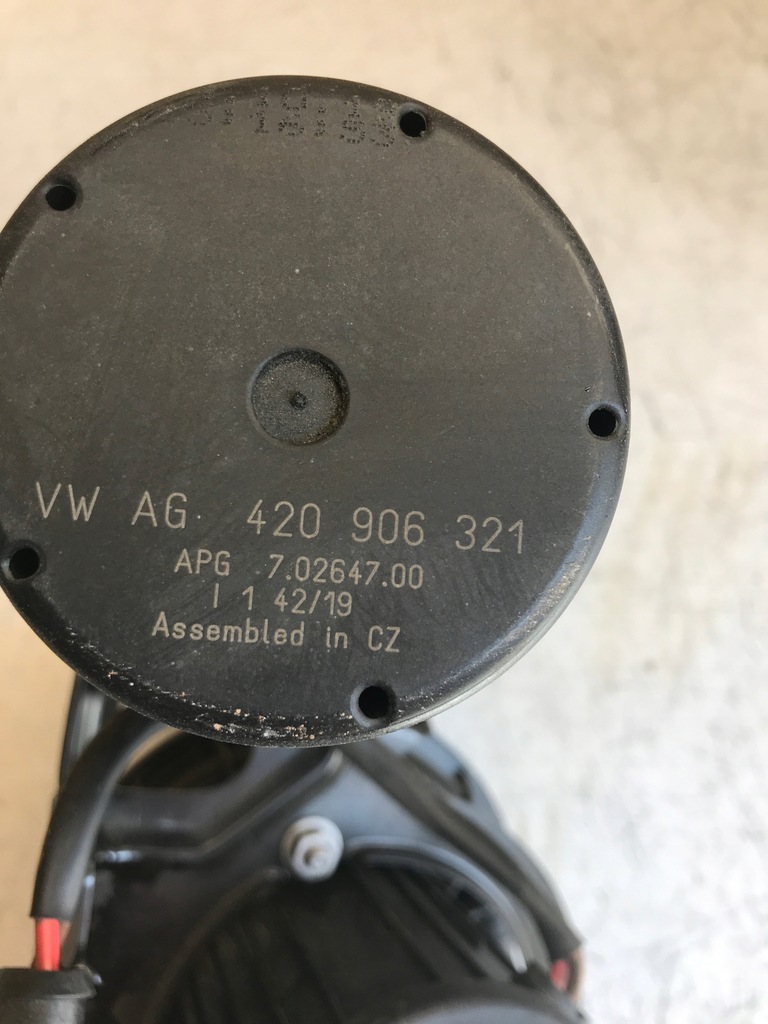 VW AG 420 906 321
APG 7.02647.00
I 1 42/19
Assembled in CZ